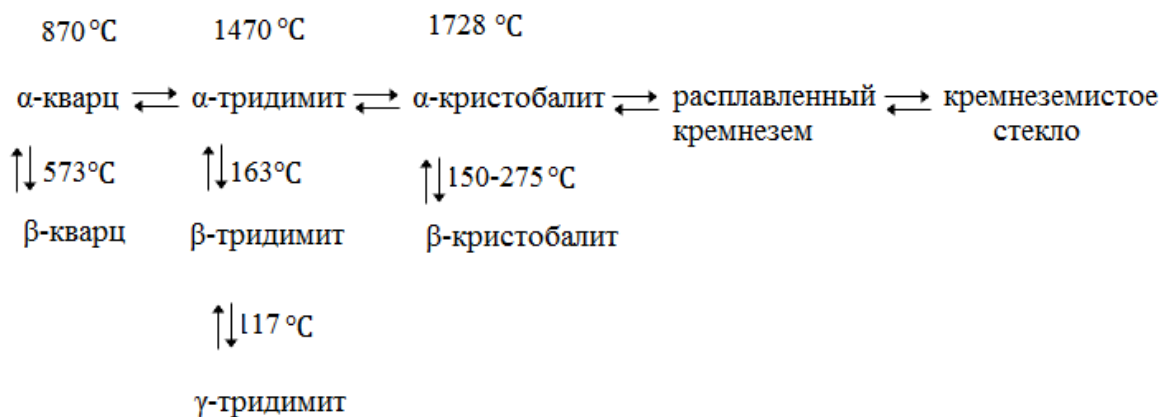 870 °C 1470 °C 1728 °C
α-кварц α-тридимит α-кристобалит расплавленный кремнезем кремнеземистое стекло
573°C 163°C 150-275 °C
β-кварц β-тридимит β-кристобалит
117 °C
γ-тридимит